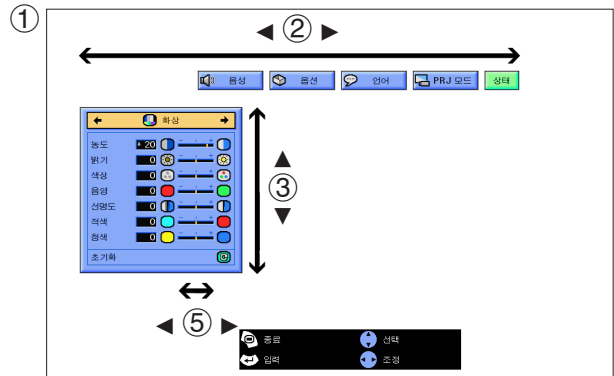 ①
◀ ② ▶
음성 옵션 언어 PRJ 모드 상태
화상
농도 +20
밝기 0
색상 0
음영 0
선명도 0
적색 0
청색 0
초기화
▲
③
▼
◀ ⑤ ▶
종료 선택
입력 조정